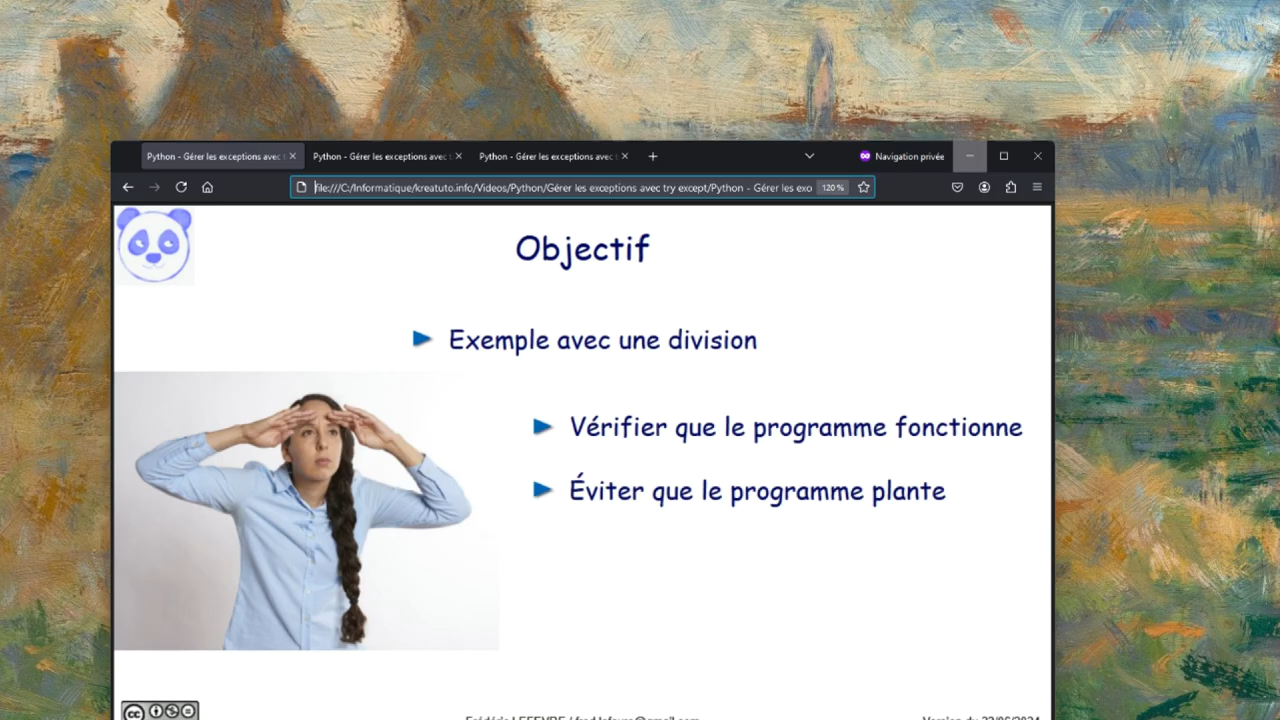 Python - Gérer les exceptions avec t
Python - Gérer les exceptions avec t
Python - Gérer les exceptions avec t
Navigation privée
file:///C:/Informatique/kreatuto.info/Videos/Python/Gérer les exceptions avec try except/Python - Gérer les exo
120 %
Objectif
Exemple avec une division
Vérifier que le programme fonctionne
Éviter que le programme plante
cc